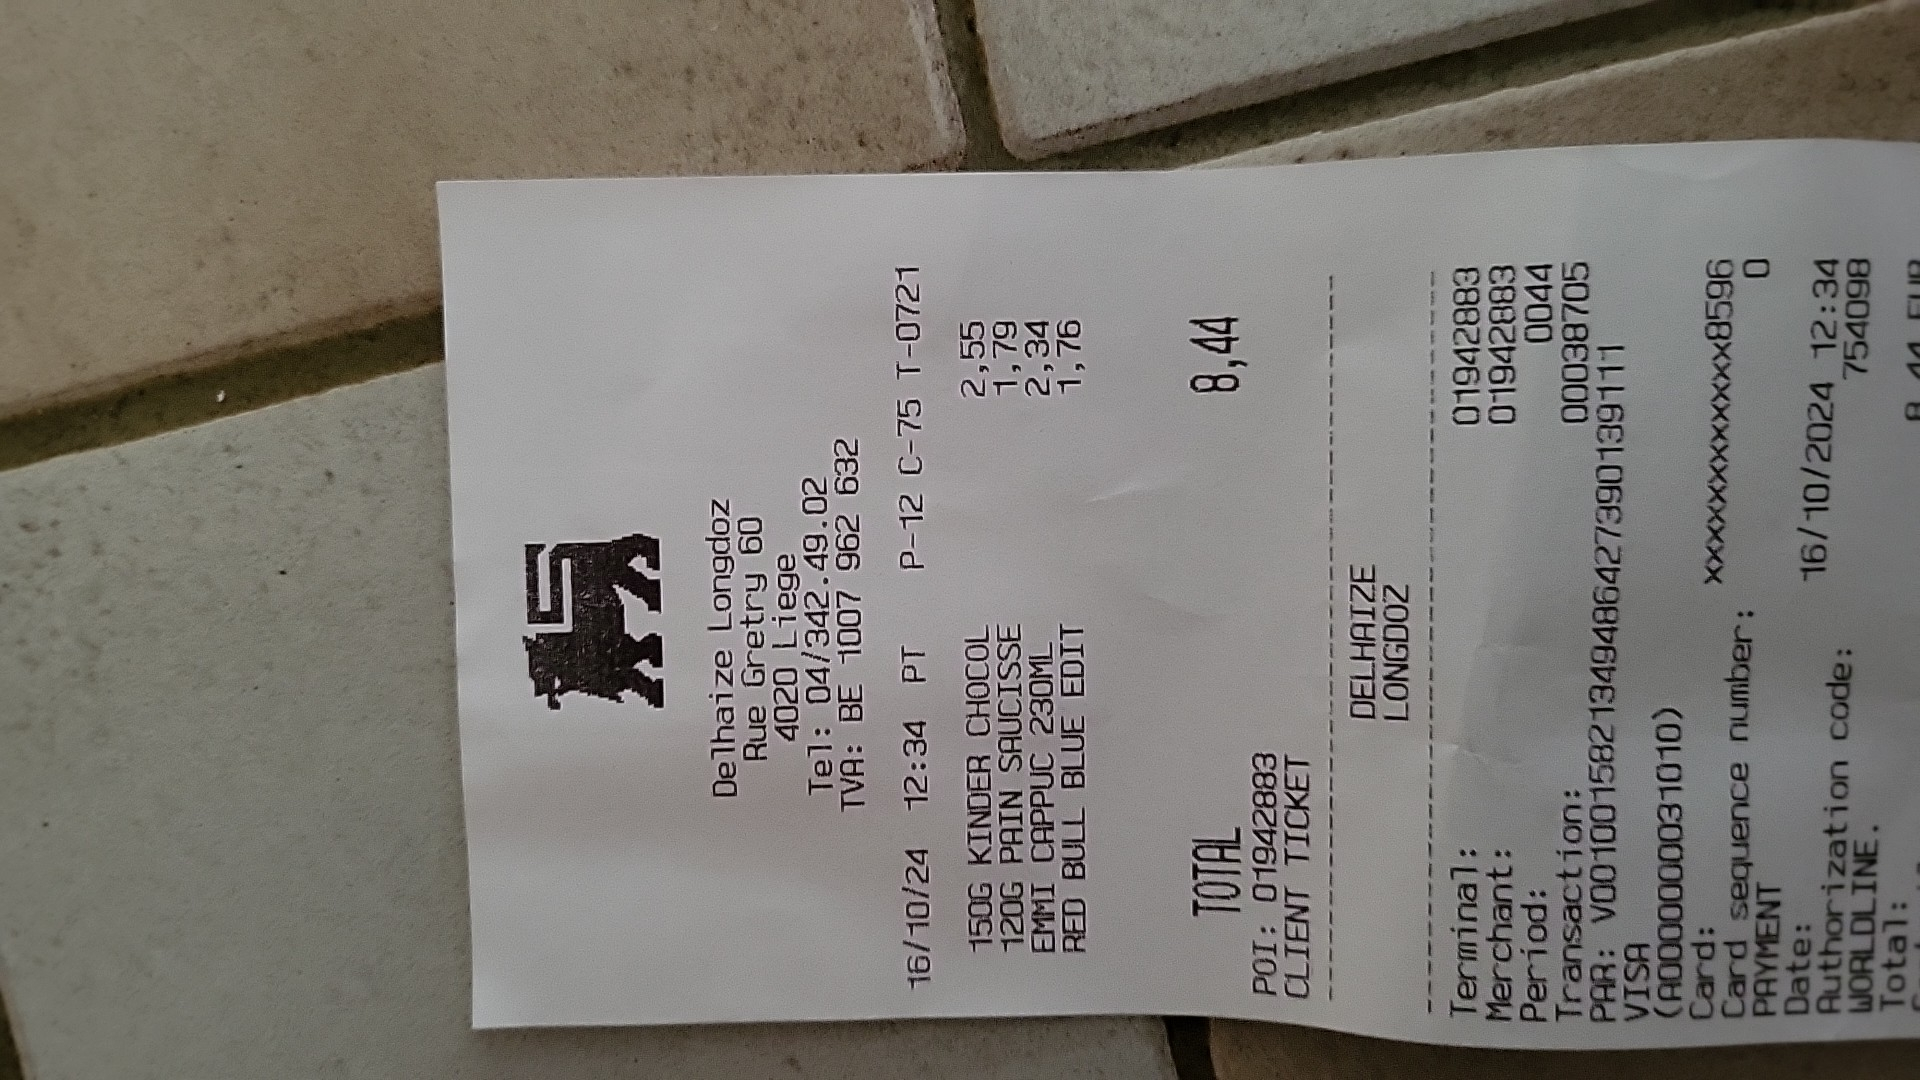 Delhaize Longdoz
Rue Gretry 60
4020 Liege
Tel: 04/342.49.02
TVA: BE 1007 962 632
16/10/24 12:34 PT P-12 C-75 T-0721
150G KINDER CHOCOL 2,55
120G PAIN SAUCISSE 1,79
EMMI CAPPUC 230ML 2,34
RED BULL BLUE EDIT 1,76
TOTAL 8,44
POI: 01942883
CLIENT TICKET
DELHAIZE
LONGDOZ
Terminal: 01942883
Merchant: 01942883
Period: 0044
Transaction: 00038705
PAR: V0010015821349486427390139111
VISA
(A0000000031010)
Card: xxxxxxxxxxxxx8596
Card sequence number: 0
PAYMENT
Date: 16/10/2024 12:34
Authorization code: 754098
WORLDLINE.
Total: 8,44 EUR